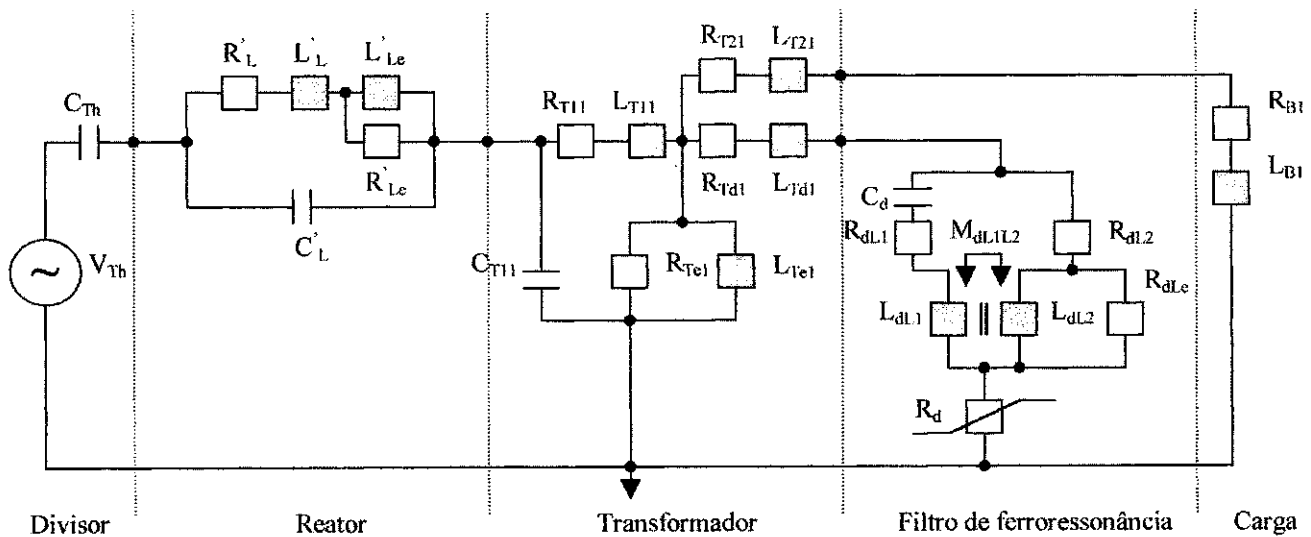 C_Th
V_Th
R'_L
L'_L
L'_Le
R'_Le
C'_L
R_T11
L_T11
C_T11
R_T21
L_T21
R_Td1
L_Td1
R_Te1
L_Te1
C_d
R_dL1
M_dL1L2
R_dL2
R_dLe
L_dL1
L_dL2
R_d
R_B1
L_B1
Divisor
Reator
Transformador
Filtro de ferroressonância
Carga